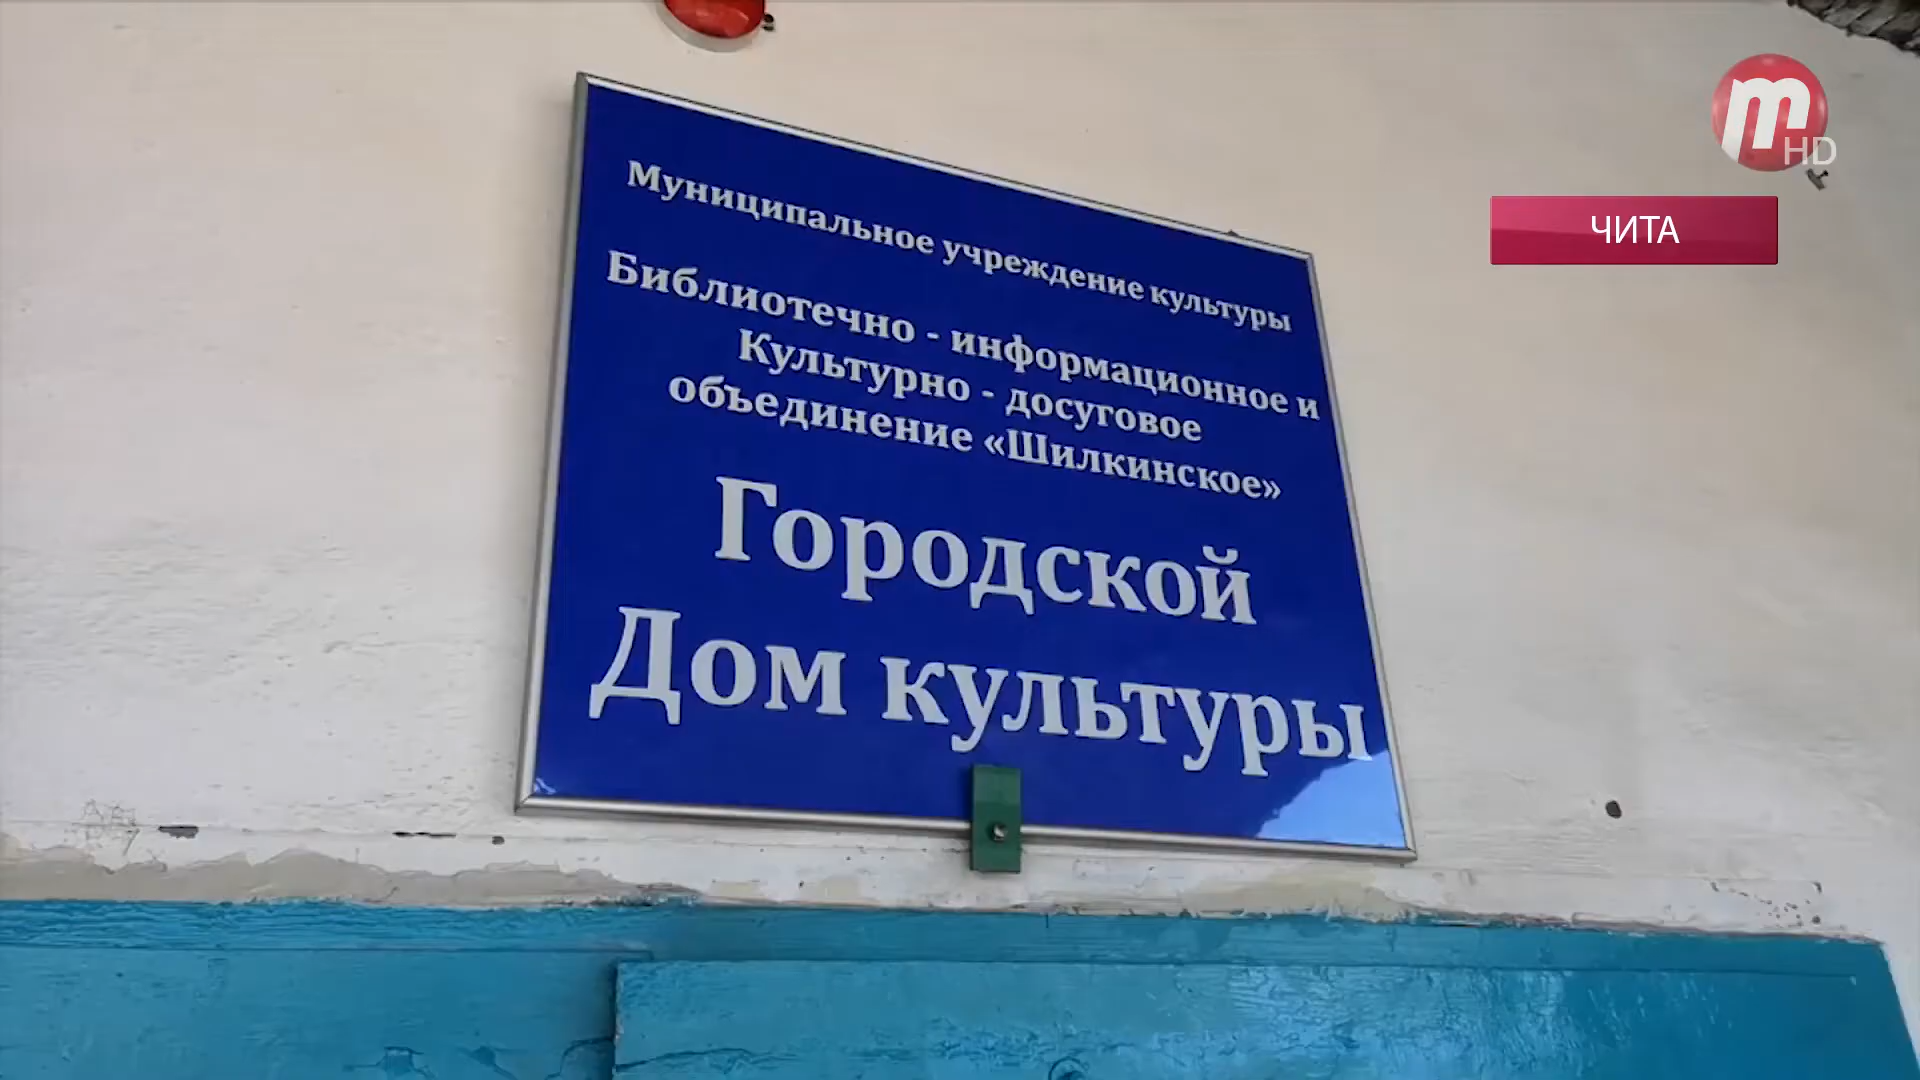 m HD
ЧИТА
Муниципальное учреждение культуры
Библиотечно - информационное и
Культурно - досуговое
объединение «Шилкинское»
Городской
Дом культуры